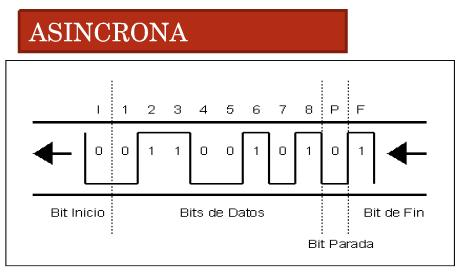 ASINCRONA
I 1 2 3 4 5 6 7 8 P F
0 0 1 1 0 0 1 0 1 0 1
Bit Inicio Bits de Datos Bit de Fin
Bit Parada